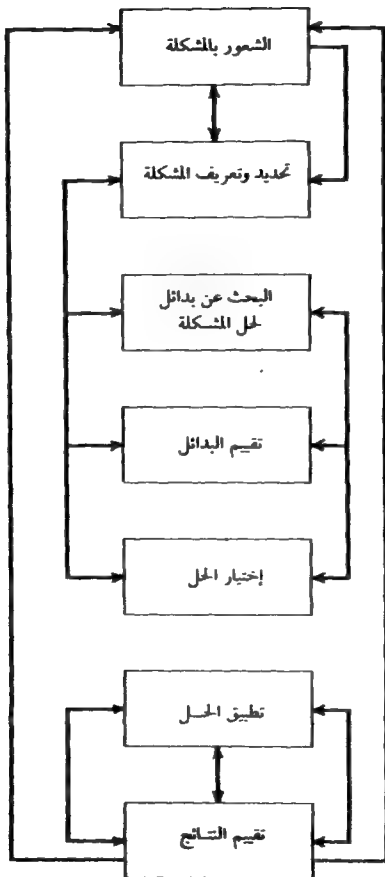 الشعور بالمشكلة
تحديد وتعريف المشكلة
البحث عن بدائل
لحل المشكلة
تقييم البدائل
إختيار الحل
تطبيق الحل
تقييم النتائج